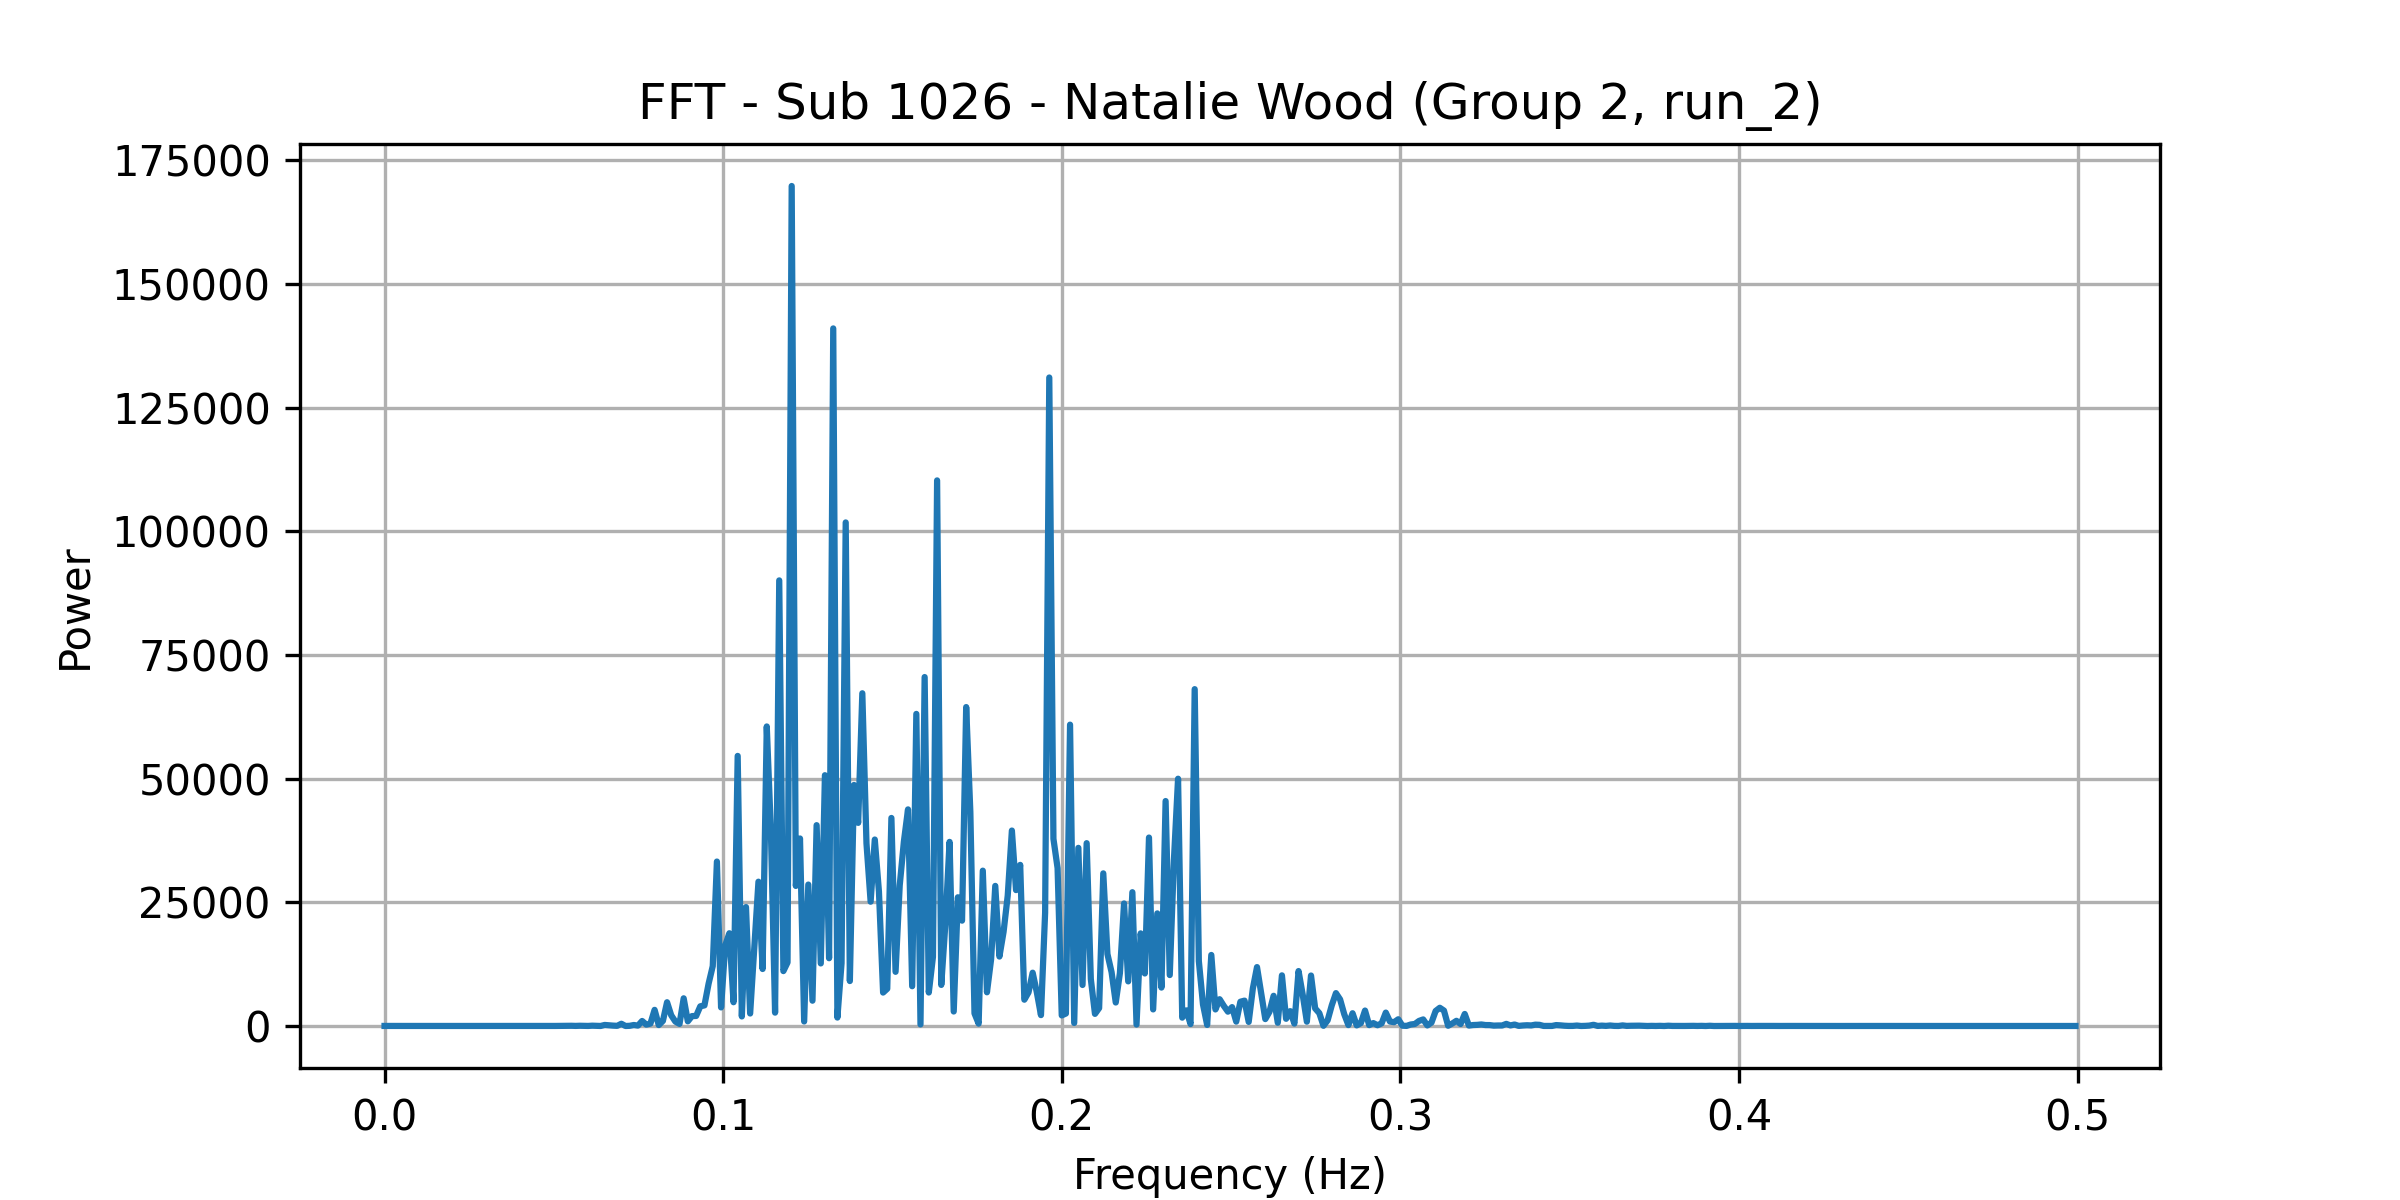 FFT - Sub 1026 - Natalie Wood (Group 2, run_2)
175000
150000
125000
100000
75000
50000
25000
0
Power
0.0 0.1 0.2 0.3 0.4 0.5
Frequency (Hz)